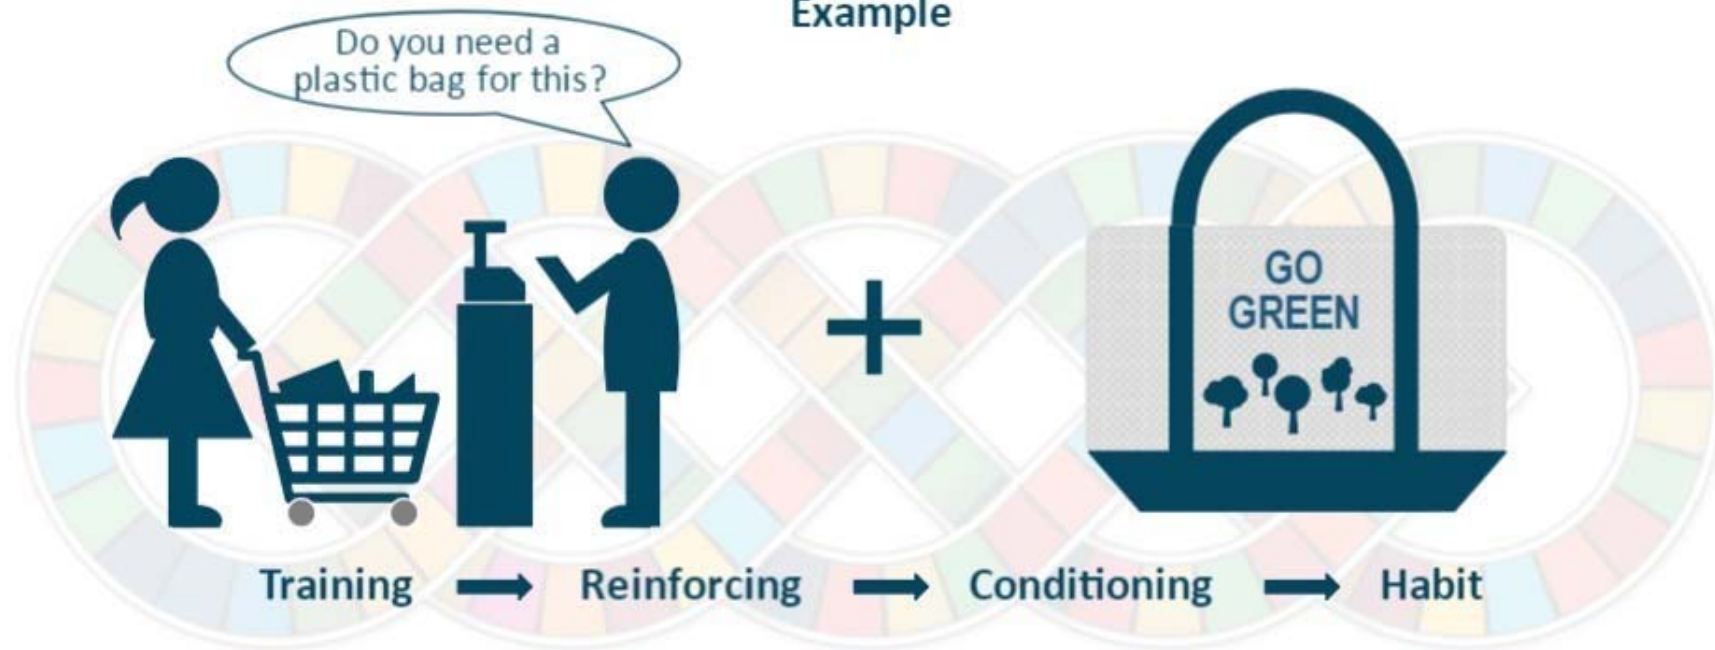 Example
Do you need a
plastic bag for this?
GO
GREEN
Training → Reinforcing → Conditioning → Habit